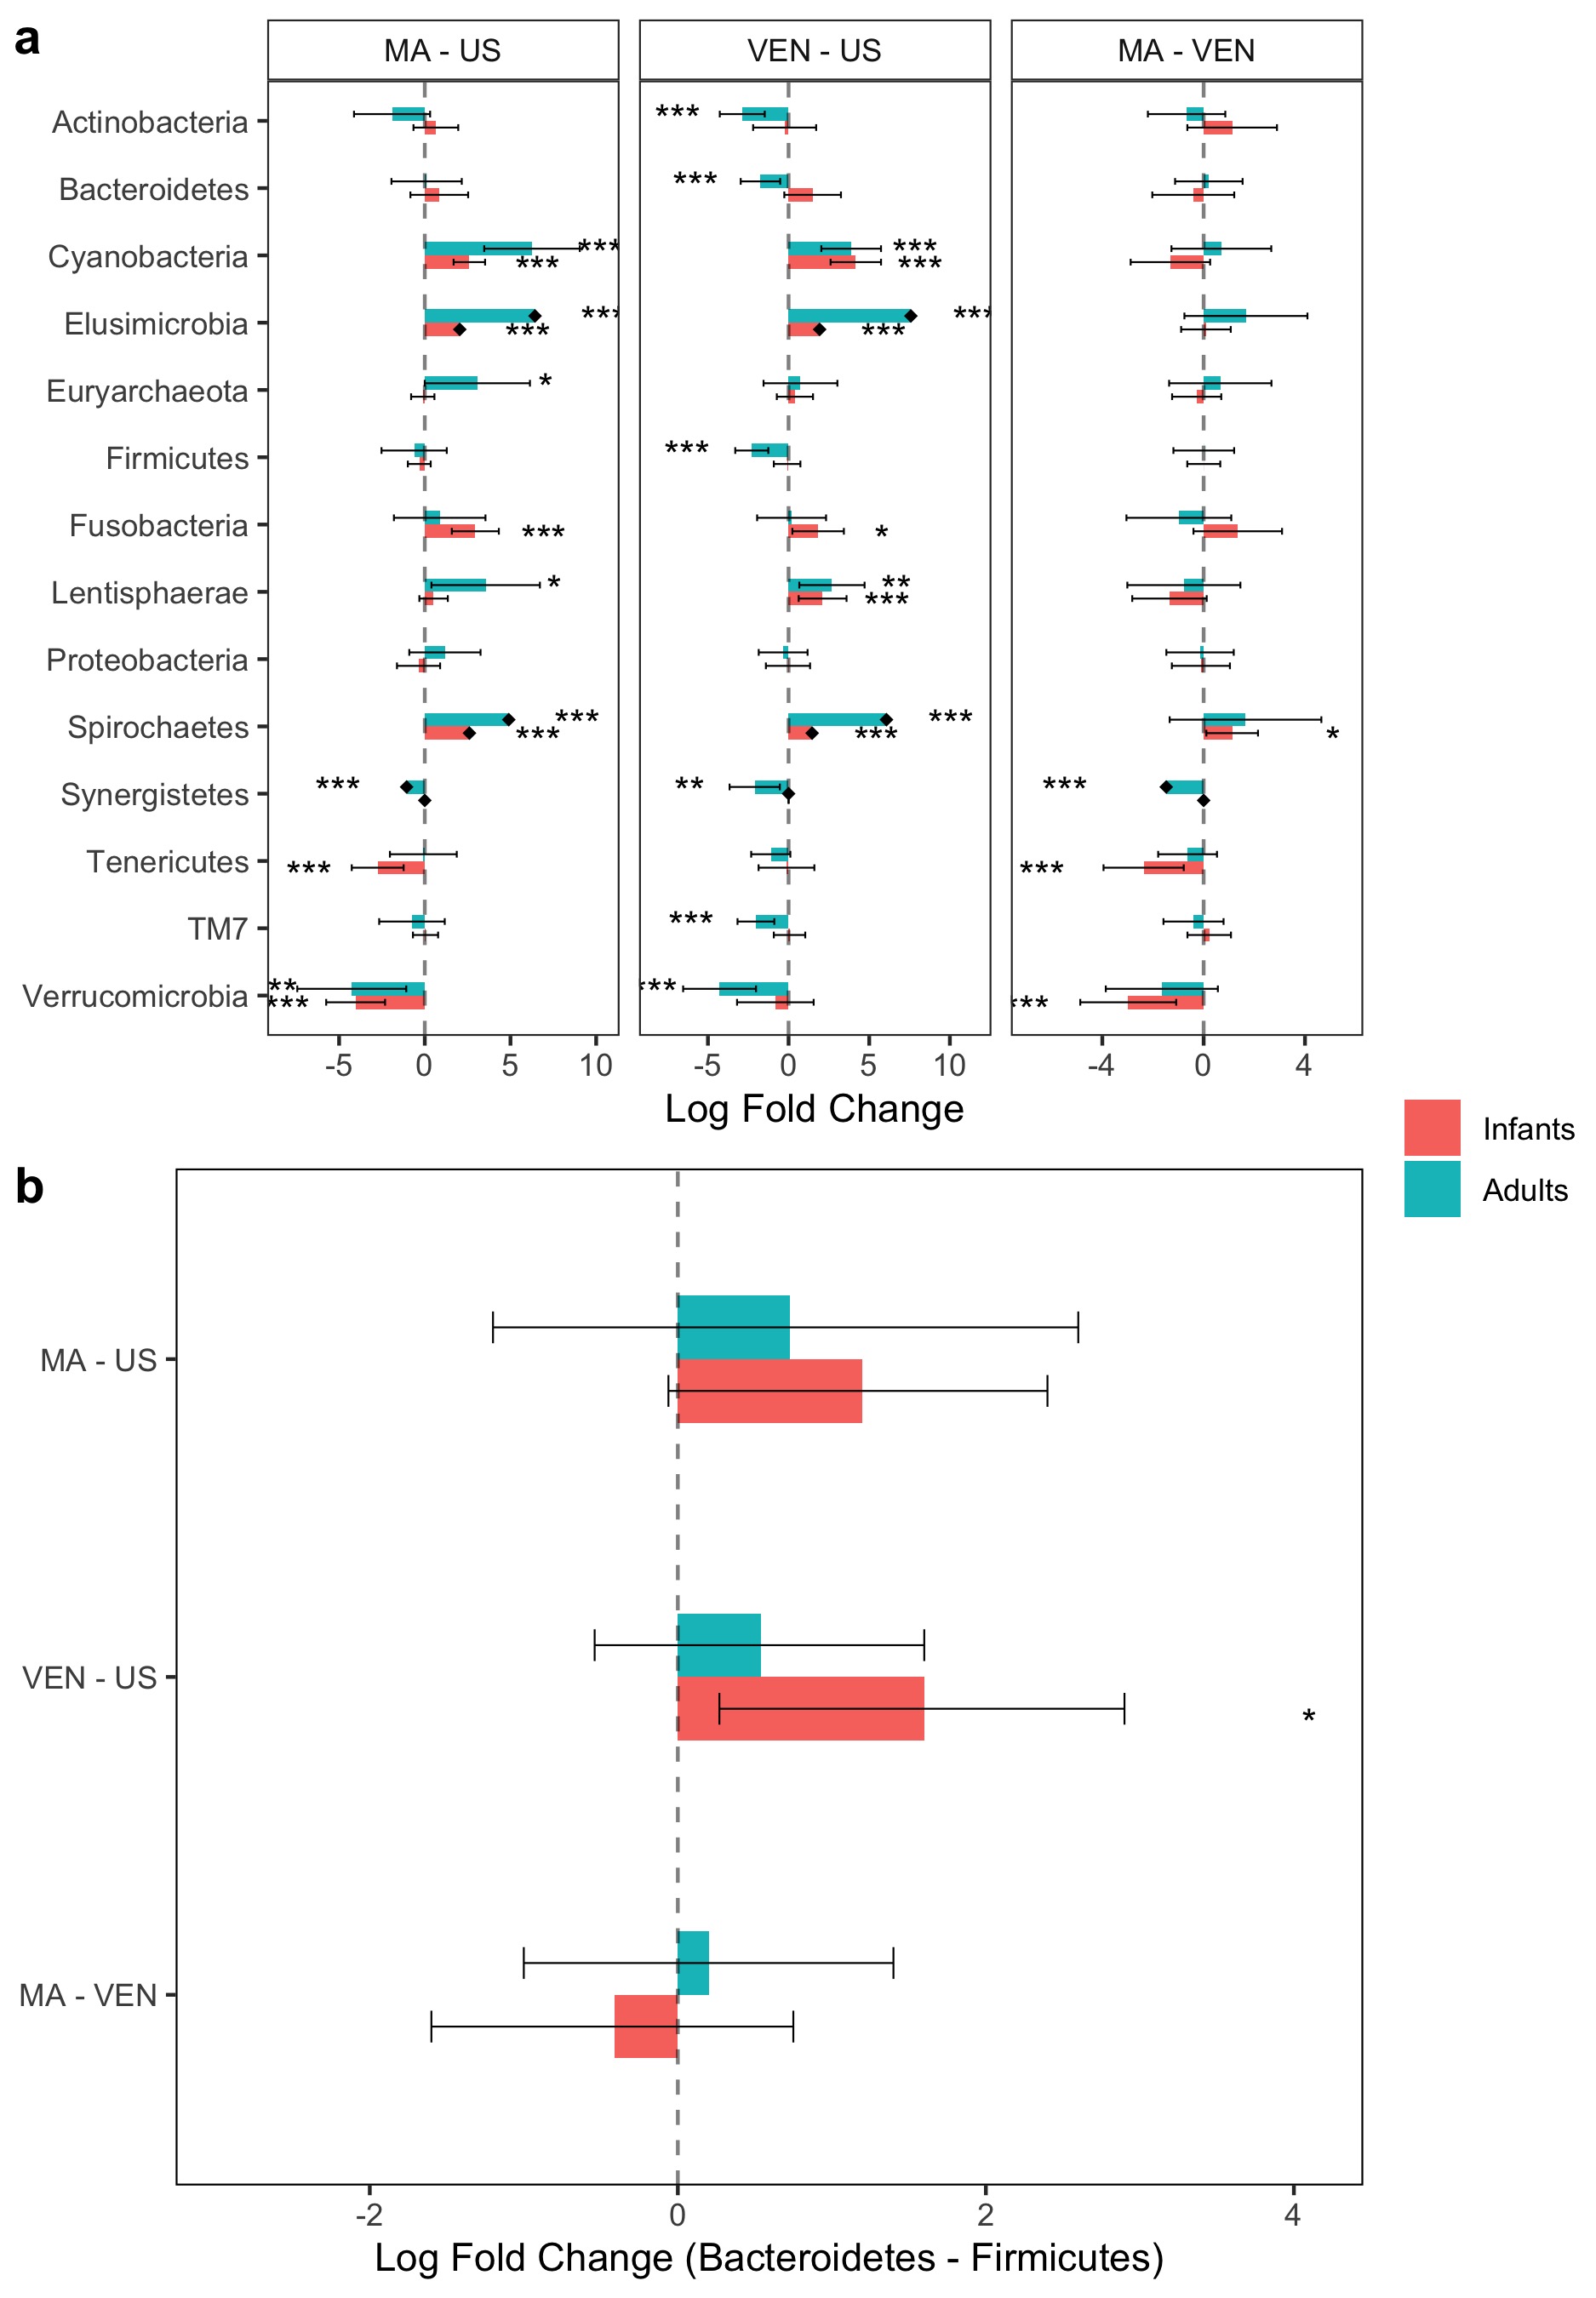 a
MA - US
VEN - US
MA - VEN
Actinobacteria
***
Bacteroidetes
***
Cyanobacteria
*** ***
*** ***
Elusimicrobia
*** ***
*** ***
Euryarchaeota
*
Firmicutes
***
Fusobacteria
*** *
Lentisphaerae
* **
***
Proteobacteria
Spirochaetes
*** ***
*** *** *
Synergistetes
*** ** ***
Tenericutes
*** ***
TM7
***
Verrucomicrobia
** ***
*** ***
-5 0 5 10
-5 0 5 10
-4 0 4
Log Fold Change
Infants
Adults
b
MA - US
VEN - US
*
MA - VEN
-2 0 2 4
Log Fold Change (Bacteroidetes - Firmicutes)